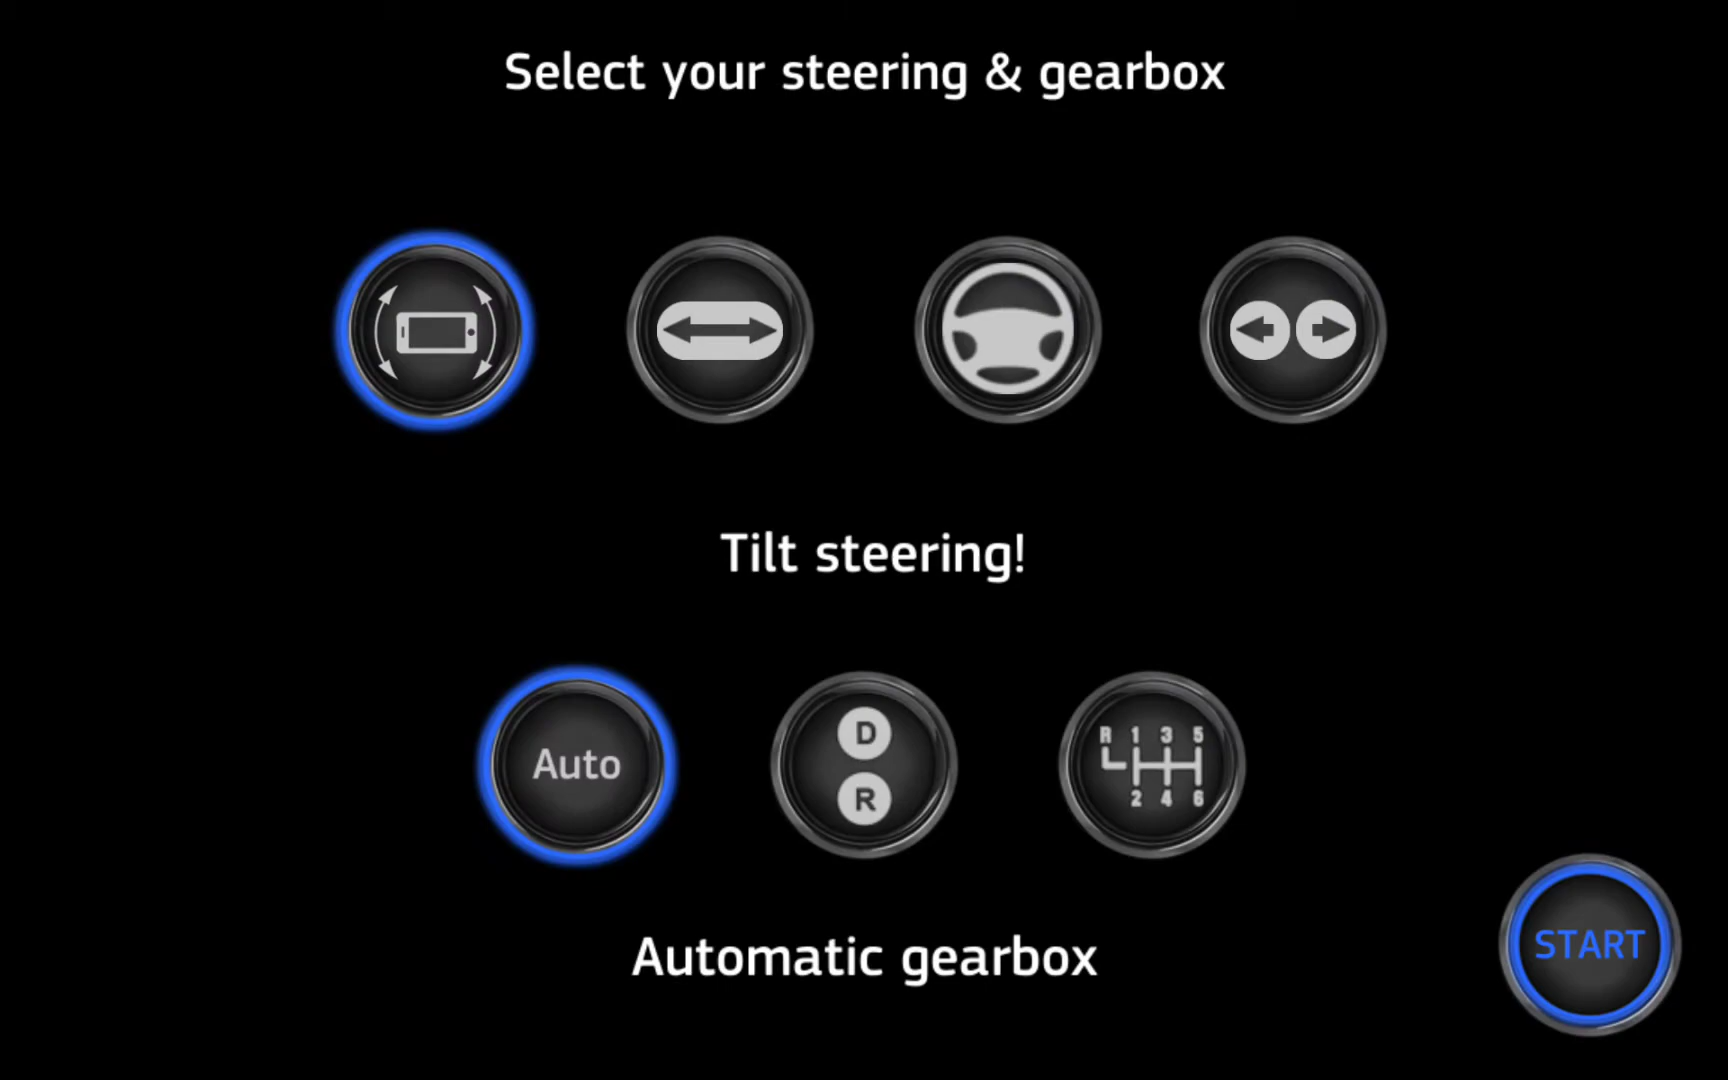 Select your steering & gearbox
Tilt steering!
Auto
D
R
R 1 3 5
2 4 6
Automatic gearbox
START